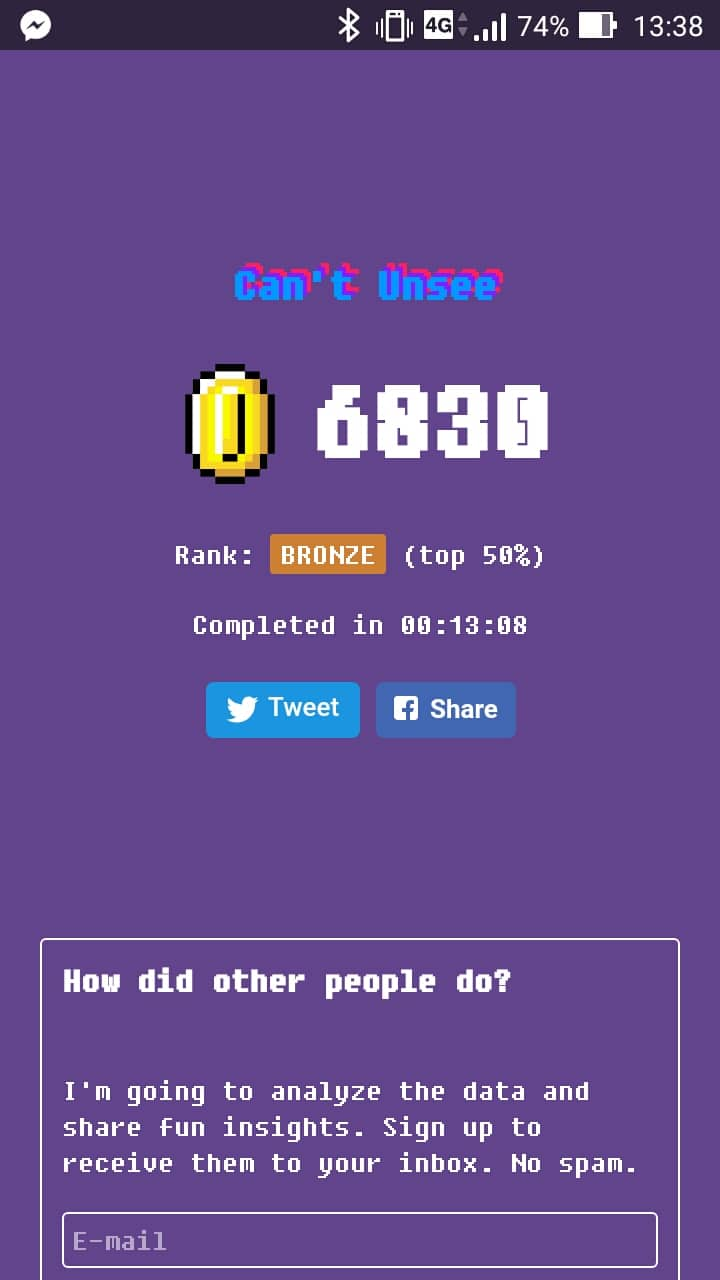 4G 74% 13:38
Can't Unsee
6830
Rank: BRONZE (top 50%)
Completed in 00:13:08
Tweet Share
How did other people do?
I'm going to analyze the data and
share fun insights. Sign up to
receive them to your inbox. No spam.
E-mail